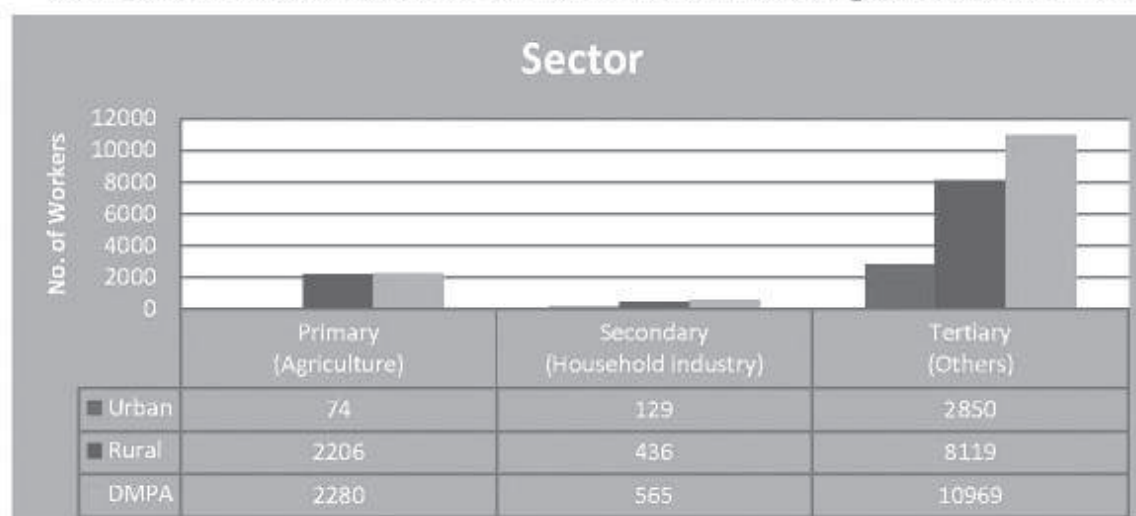 Sector
No. of Workers
12000
10000
8000
6000
4000
2000
0
Primary
(Agriculture)
Secondary
(Household industry)
Tertiary
(Others)
Urban 74 129 2850
Rural 2206 436 8119
DMPA 2280 565 10969